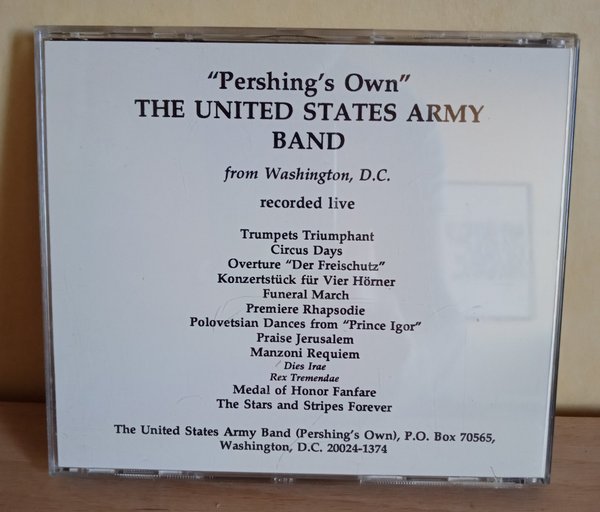 "Pershing's Own"
THE UNITED STATES ARMY
BAND
from Washington, D.C.
recorded live
Trumpets Triumphant
Circus Days
Overture "Der Freischutz"
Konzertstück für Vier Hörner
Funeral March
Premiere Rhapsodie
Polovetsian Dances from "Prince Igor"
Praise Jerusalem
Manzoni Requiem
Dies Irae
Rex Tremendae
Medal of Honor Fanfare
The Stars and Stripes Forever
The United States Army Band (Pershing's Own), P.O. Box 70565,
Washington, D.C. 20024-1374